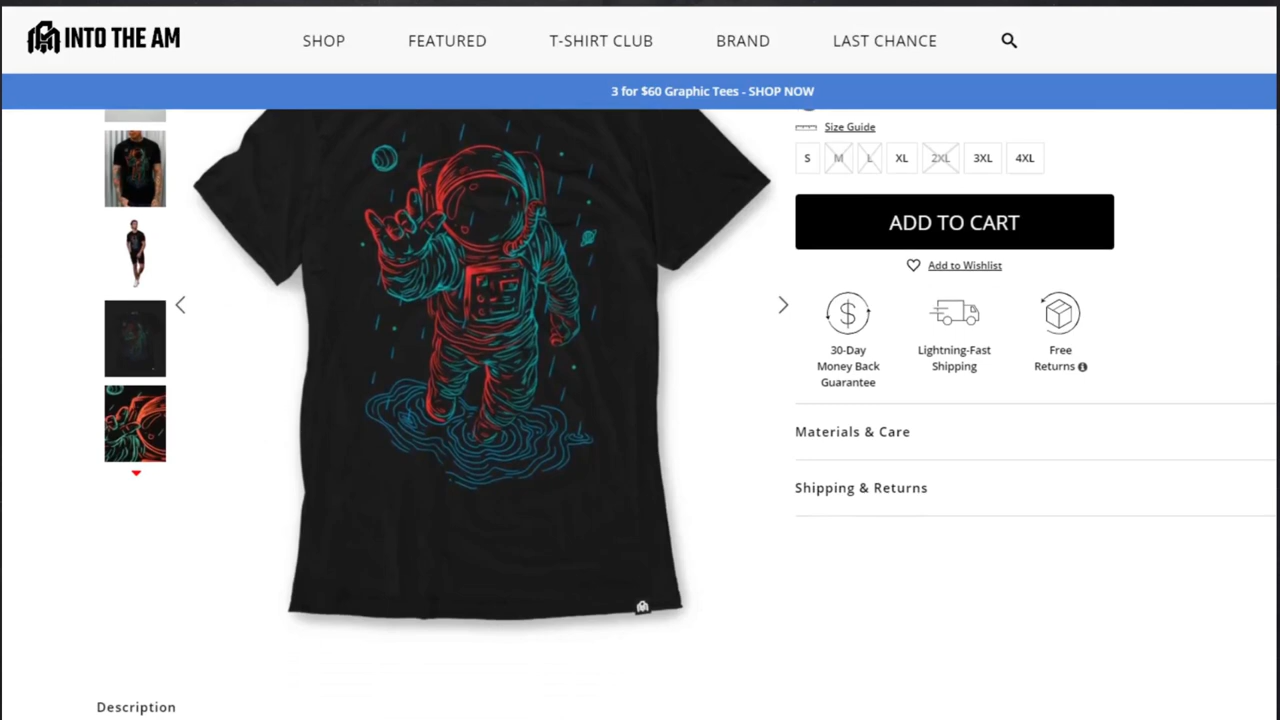 INTO THE AM
SHOP FEATURED T-SHIRT CLUB BRAND LAST CHANCE
3 for $60 Graphic Tees - SHOP NOW
Size Guide
S M L XL 2XL 3XL 4XL
ADD TO CART
Add to Wishlist
30-Day
Money Back
Guarantee
Lightning-Fast
Shipping
Free
Returns
Materials & Care
Shipping & Returns
Description